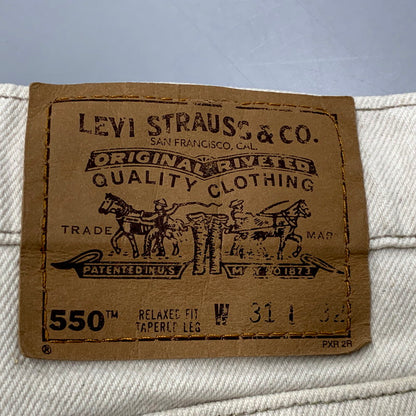 LEVI STRAUSS & CO.
SAN FRANCISCO, CAL.
ORIGINAL RIVETED
QUALITY CLOTHING
TRADE MAR
PATENTED IN U.S. MAY 20 1873
550™ RELAXED FIT W 31 L 32
TAPERED LEG
® PXR 2R